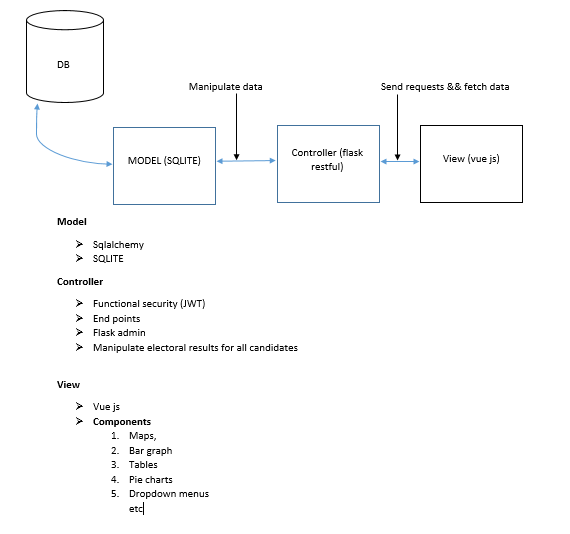 DB
Manipulate data
Send requests && fetch data
MODEL (SQLITE)
Controller (flask
restful)
View (vue js)
Model
➢ Sqlalchemy
➢ SQLITE
Controller
➢ Functional security (JWT)
➢ End points
➢ Flask admin
➢ Manipulate electoral results for all candidates
View
➢ Vue js
➢ Components
1. Maps,
2. Bar graph
3. Tables
4. Pie charts
5. Dropdown menus
etc